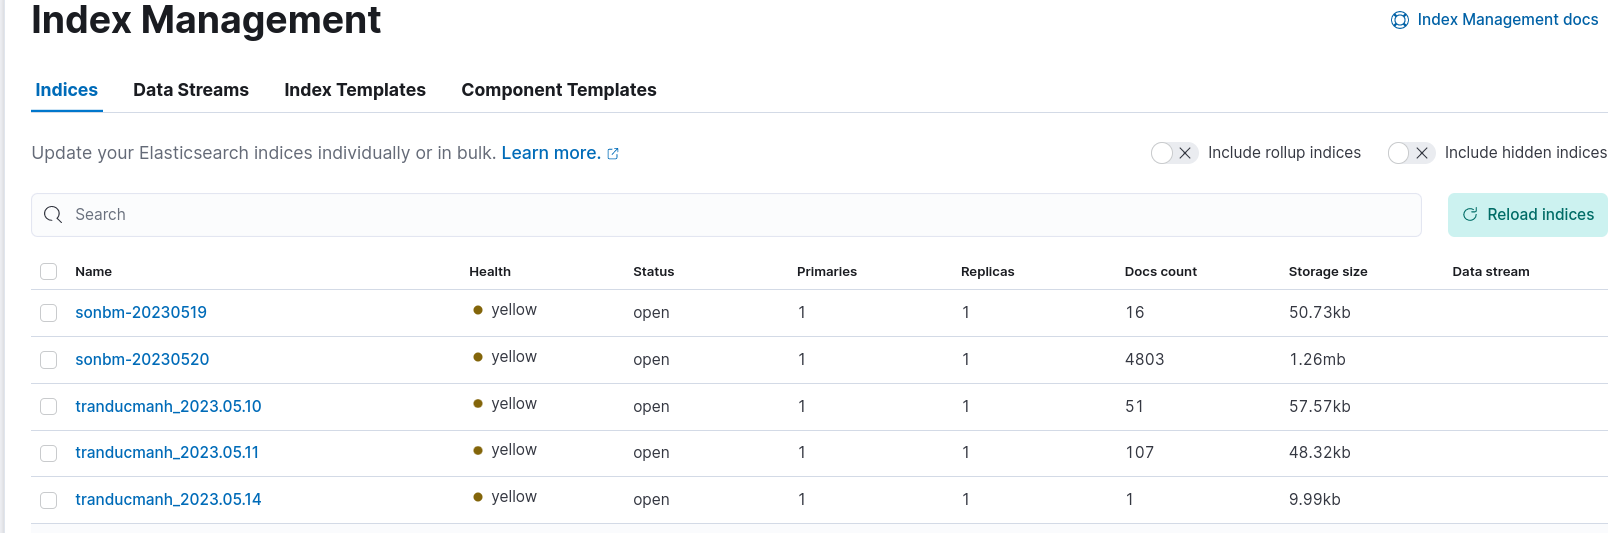 Index Management
Index Management docs
Indices Data Streams Index Templates Component Templates
Update your Elasticsearch indices individually or in bulk. Learn more.
Include rollup indices Include hidden indices
Search
Reload indices
Name Health Status Primaries Replicas Docs count Storage size Data stream
sonbm-20230519 yellow open 1 1 16 50.73kb
sonbm-20230520 yellow open 1 1 4803 1.26mb
tranducmanh_2023.05.10 yellow open 1 1 51 57.57kb
tranducmanh_2023.05.11 yellow open 1 1 107 48.32kb
tranducmanh_2023.05.14 yellow open 1 1 1 9.99kb